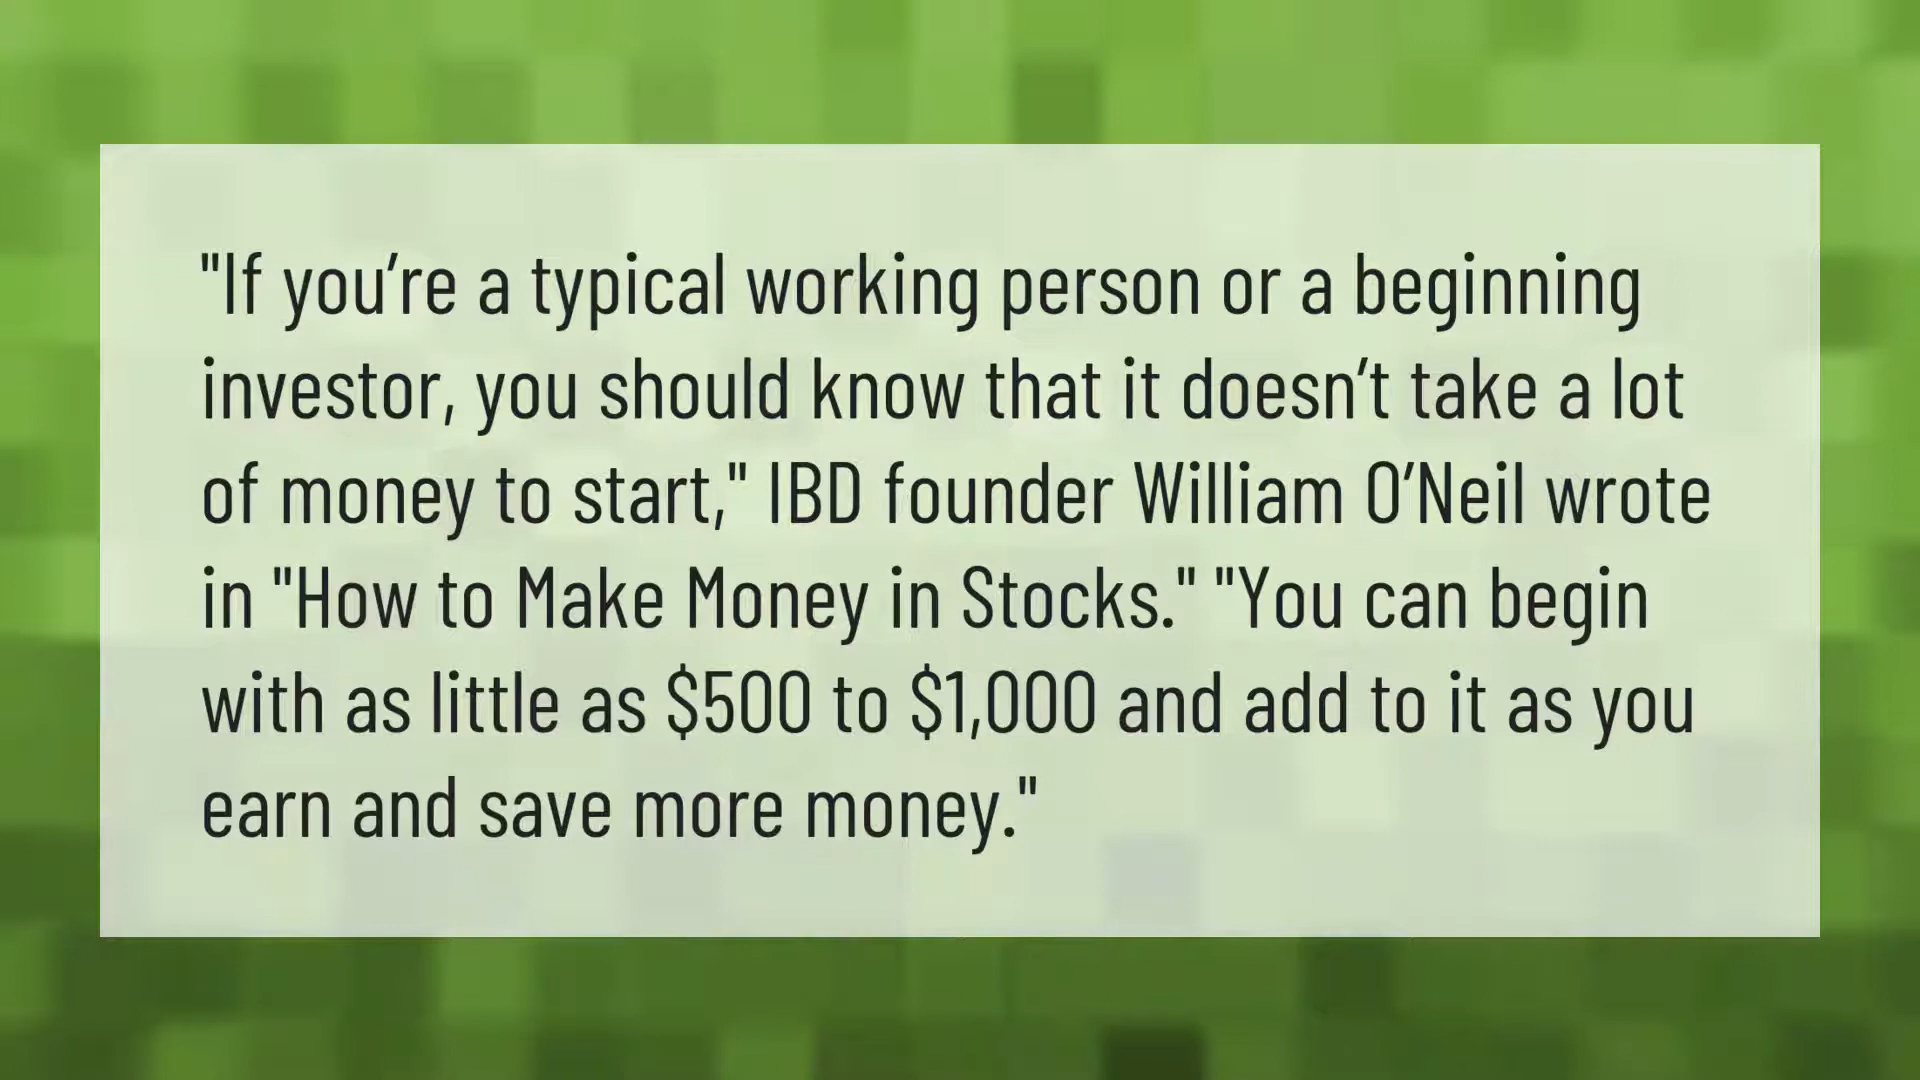 "If you’re a typical working person or a beginning
investor, you should know that it doesn’t take a lot
of money to start," IBD founder William O’Neil wrote
in "How to Make Money in Stocks." "You can begin
with as little as $500 to $1,000 and add to it as you
earn and save more money."